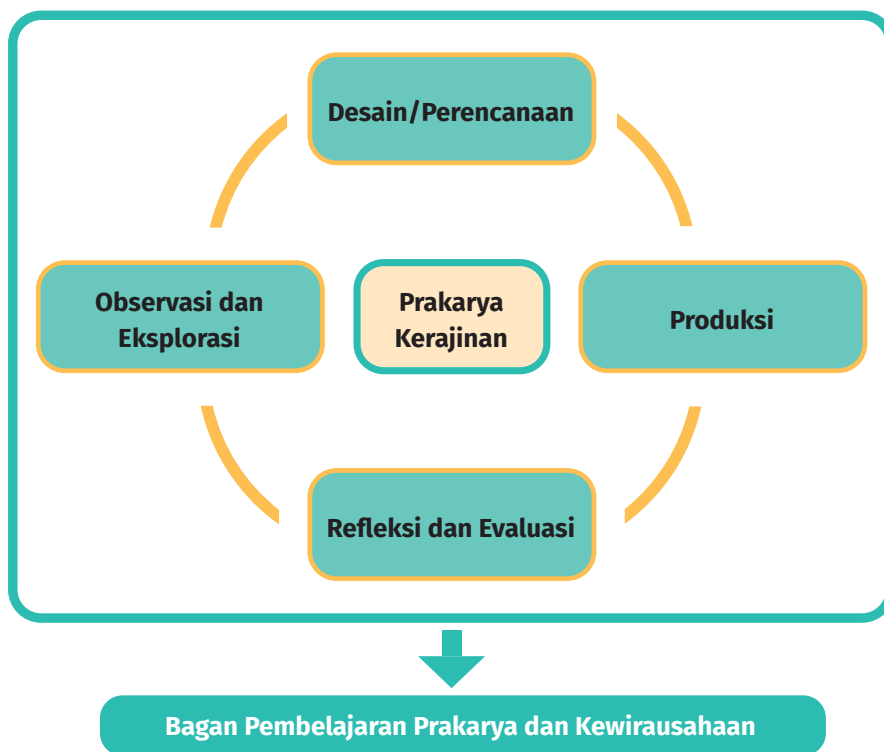 Desain/Perencanaan
Observasi dan
Eksplorasi
Prakarya
Kerajinan
Produksi
Refleksi dan Evaluasi
Bagan Pembelajaran Prakarya dan Kewirausahaan